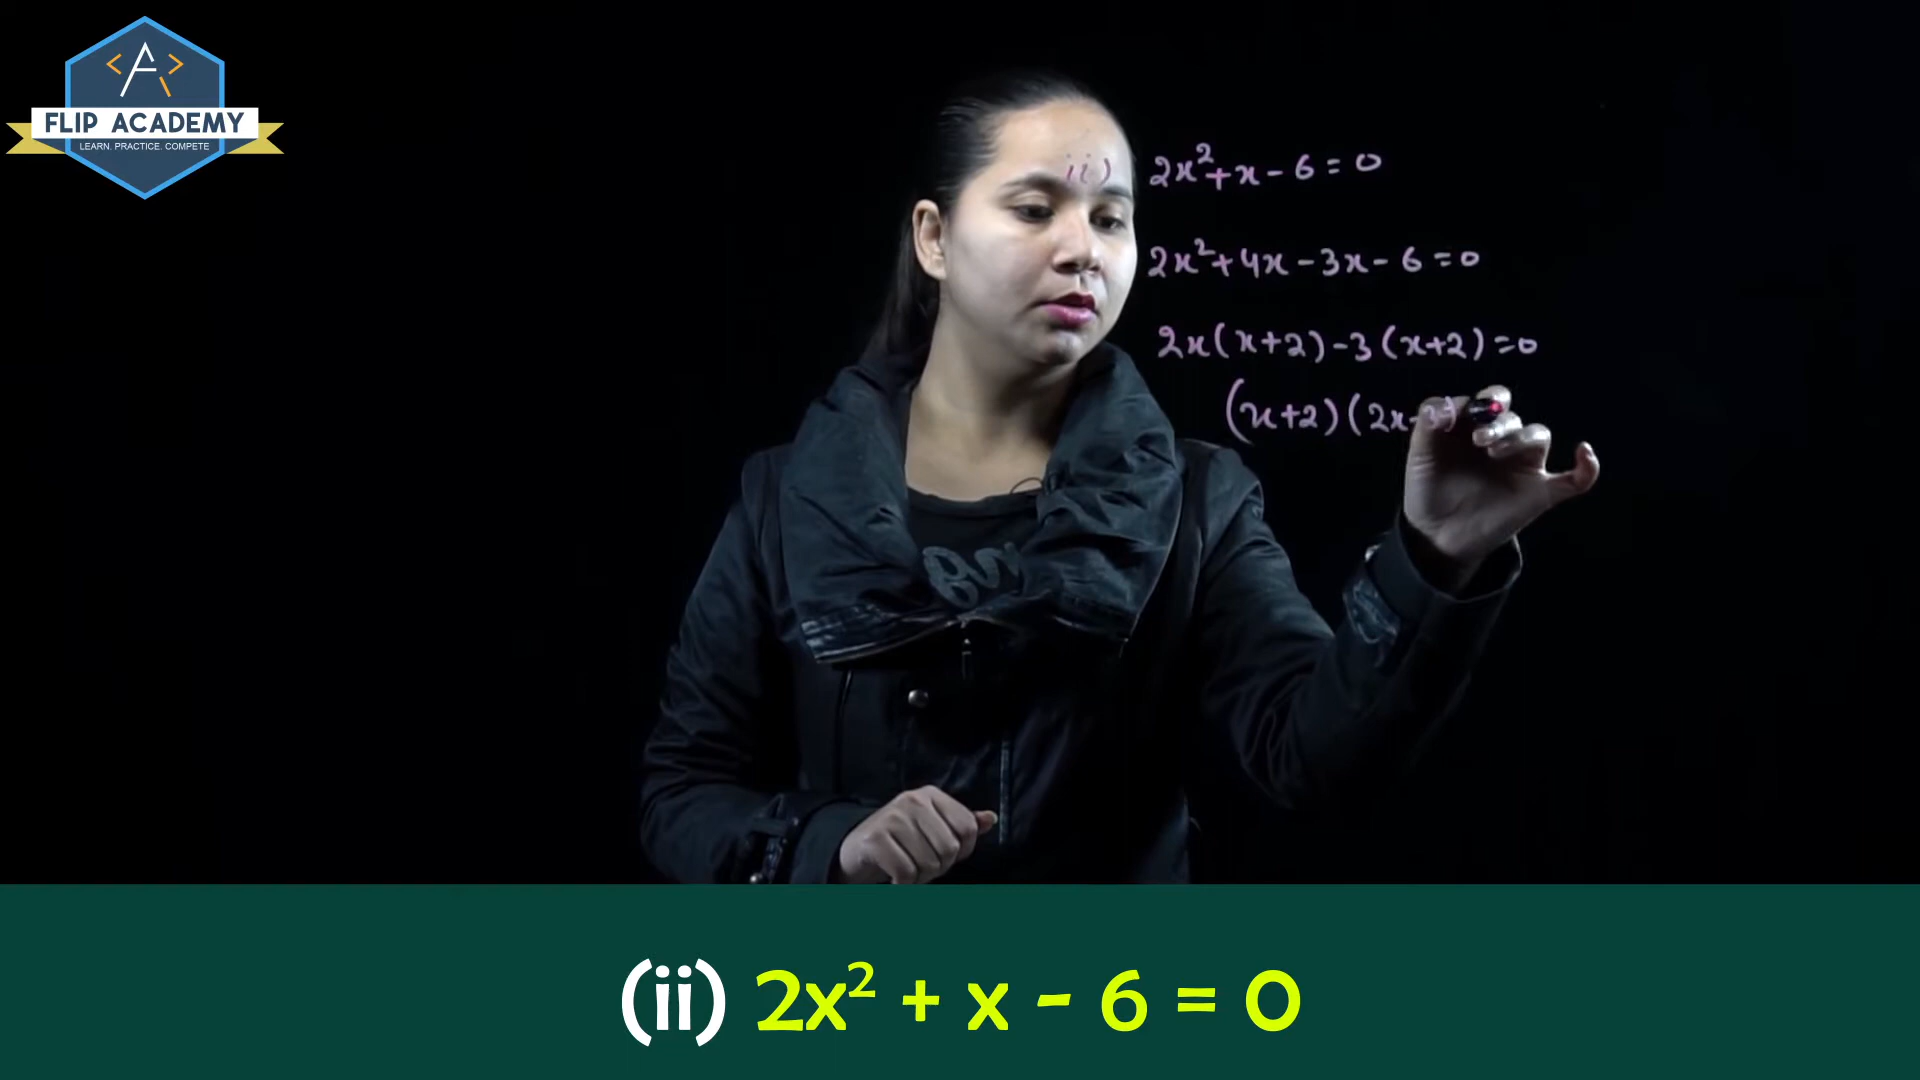 FLIP ACADEMY
LEARN. PRACTICE. COMPETE
ii) 2x²+x-6=0
2x²+4x-3x-6=0
2x(x+2)-3(x+2)=0
(x+2)(2x-3)
(ii) 2x² + x - 6 = 0